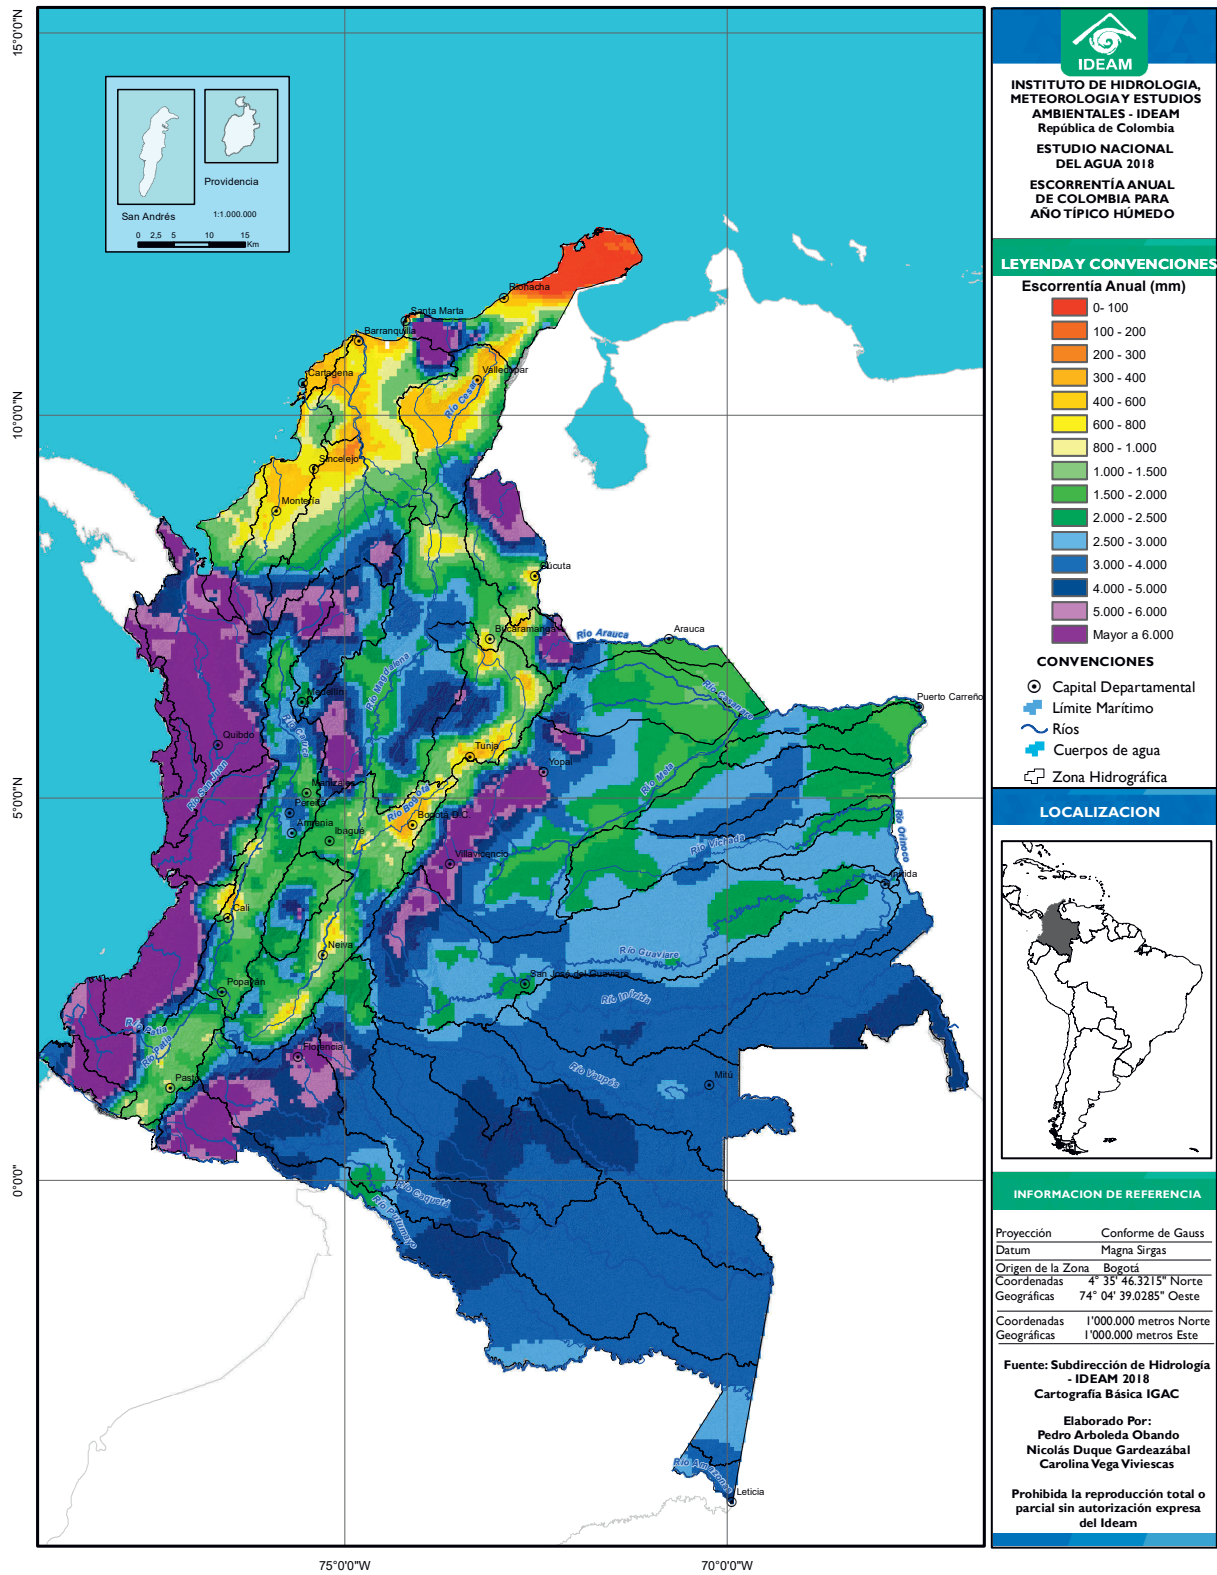 15°0'0"N
10°0'0"N
5°0'0"N
0°0'0"
75°0'0"W
70°0'0"W
San Andrés
Providencia
1:1.000.000
0 2,5 5 10 15
Km
Riohacha
Santa Marta
Barranquilla
Cartagena
Valledupar
Río Cesar
Sincelejo
Montería
Cúcuta
Bucaramanga
Río Arauca
Arauca
Río Magdalena
Río Casanare
Puerto Carreño
Medellín
Quibdo
Río Cauca
Tunja
Yopal
Río Meta
Río San Juan
Manizales
Pereira
Armenia
Ibagué
Río Bogotá
Bogotá D.C.
Villavicencio
Río Vichada
Río Orinoco
Inírida
Cali
Neiva
Río Guaviare
San José del Guaviare
Río Inírida
Popayán
Río Patía
Río Patía
Florencia
Río Vaupés
Mitú
Pasto
Río Caquetá
Río Putumayo
Río Amazonas
Leticia
IDEAM
INSTITUTO DE HIDROLOGIA,
METEOROLOGIA Y ESTUDIOS
AMBIENTALES - IDEAM
República de Colombia
ESTUDIO NACIONAL
DEL AGUA 2018
ESCORRENTÍA ANUAL
DE COLOMBIA PARA
AÑO TÍPICO HÚMEDO
LEYENDA Y CONVENCIONES
Escorrentía Anual (mm)
0- 100
100 - 200
200 - 300
300 - 400
400 - 600
600 - 800
800 - 1.000
1.000 - 1.500
1.500 - 2.000
2.000 - 2.500
2.500 - 3.000
3.000 - 4.000
4.000 - 5.000
5.000 - 6.000
Mayor a 6.000
CONVENCIONES
Capital Departamental
Límite Marítimo
Ríos
Cuerpos de agua
Zona Hidrográfica
LOCALIZACION
INFORMACION DE REFERENCIA
Proyección Conforme de Gauss
Datum Magna Sirgas
Origen de la Zona Bogotá
Coordenadas 4° 35' 46.3215" Norte
Geográficas 74° 04' 39.0285" Oeste
Coordenadas 1'000.000 metros Norte
Geográficas 1'000.000 metros Este
Fuente: Subdirección de Hidrología
- IDEAM 2018
Cartografía Básica IGAC
Elaborado Por:
Pedro Arboleda Obando
Nicolás Duque Gardeazábal
Carolina Vega Viviescas
Prohibida la reproducción total o
parcial sin autorización expresa
del Ideam